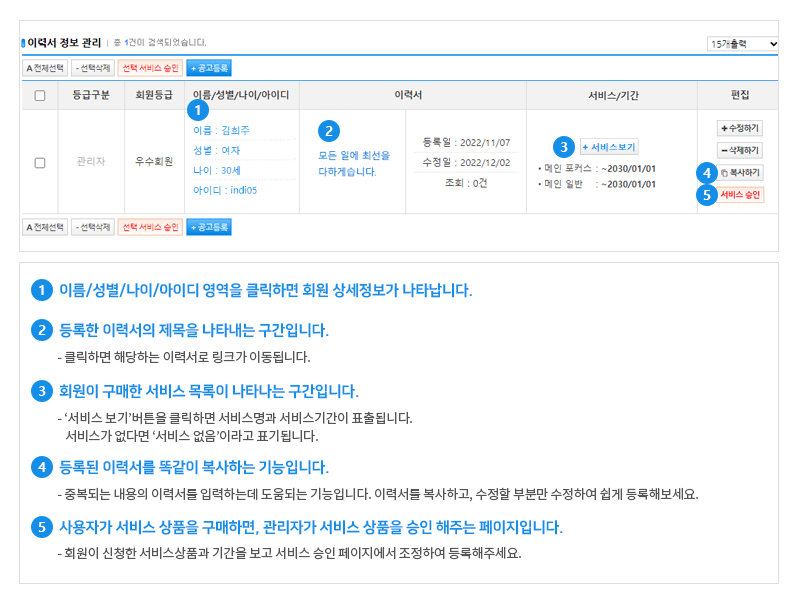 이력서 정보 관리 | 총 1건이 검색되었습니다.
15개출력
A 전체선택 - 선택삭제 선택 서비스 승인 + 공고등록
등급구분 회원등급 이름/성별/나이/아이디 이력서 서비스/기간 편집
1
관리자 우수회원
이름 : 김희주
성별 : 여자
나이 : 30세
아이디 : indi05
2
모든 일에 최선을
다하게습니다.
등록일 : 2022/11/07
수정일 : 2022/12/02
조회 : 0건
3 + 서비스보기
• 메인 포커스 : ~2030/01/01
• 메인 일반 : ~2030/01/01
+수정하기
-삭제하기
4 복사하기
5 서비스 승인
A 전체선택 - 선택삭제 선택 서비스 승인 + 공고등록
1 이름/성별/나이/아이디 영역을 클릭하면 회원 상세정보가 나타납니다.
2 등록한 이력서의 제목을 나타내는 구간입니다.
- 클릭하면 해당하는 이력서로 링크가 이동됩니다.
3 회원이 구매한 서비스 목록이 나타나는 구간입니다.
- ‘서비스 보기’버튼을 클릭하면 서비스명과 서비스기간이 표출됩니다.
서비스가 없다면 ‘서비스 없음’이라고 표기됩니다.
4 등록된 이력서를 똑같이 복사하는 기능입니다.
- 중복되는 내용의 이력서를 입력하는데 도움되는 기능입니다. 이력서를 복사하고, 수정할 부분만 수정하여 쉽게 등록해보세요.
5 사용자가 서비스 상품을 구매하면, 관리자가 서비스 상품을 승인 해주는 페이지입니다.
- 회원이 신청한 서비스상품과 기간을 보고 서비스 승인 페이지에서 조정하여 등록해주세요.